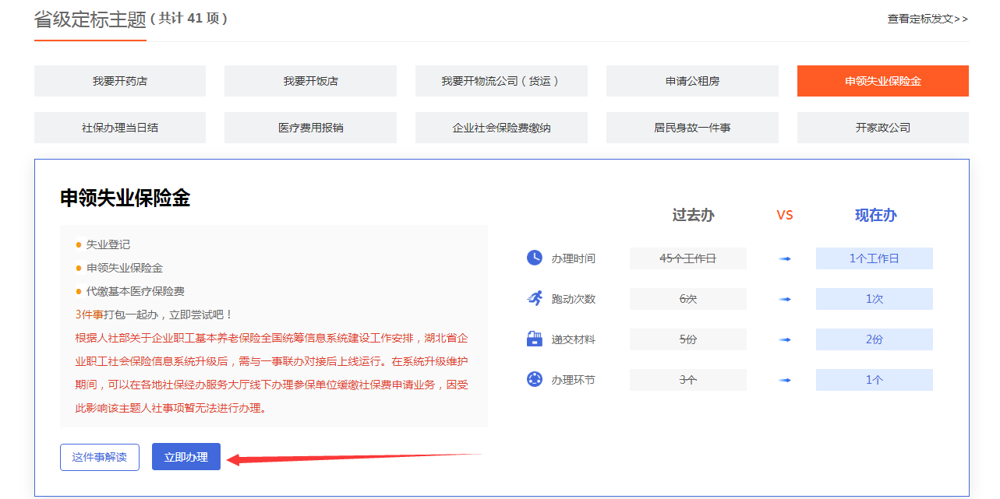 省级定标主题（共计 41 项）
查看定标发文>>
我要开药店
我要开饭店
我要开物流公司（货运）
申请公租房
申领失业保险金
社保办理当日结
医疗费用报销
企业社会保险费缴纳
居民身故一件事
开家政公司
申领失业保险金
失业登记
申领失业保险金
代缴基本医疗保险费
3件事打包一起办，立即尝试吧！
根据人社部关于企业职工基本养老保险全国统筹信息系统建设工作安排，湖北省企
业职工社会保险信息系统升级后，需与一事联办对接后上线运行。在系统升级维护
期间，可以在各地社保经办服务大厅线下办理参保单位缓缴社保费申请业务，因受
此影响该主题人社事项暂无法进行办理。
这件事解读
立即办理
过去办 VS 现在办
办理时间 45个工作日 1个工作日
跑动次数 6次 1次
递交材料 5份 2份
办理环节 3个 1个